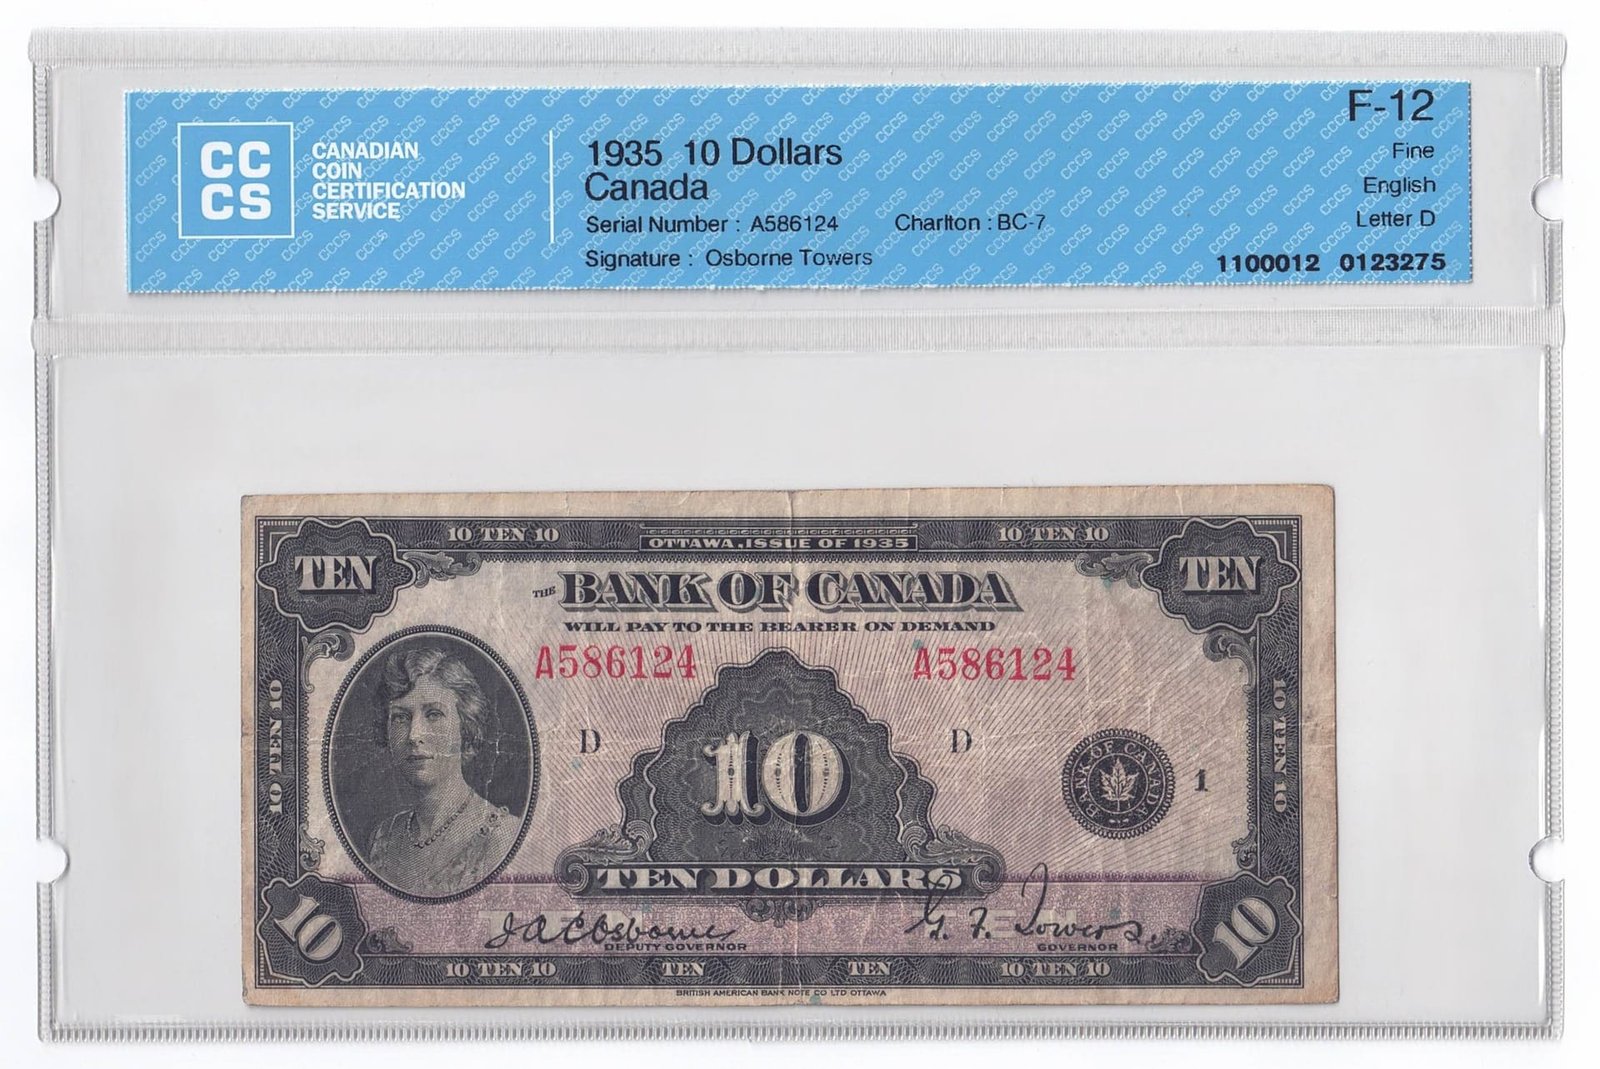 CC
CS
CANADIAN
COIN
CERTIFICATION
SERVICE
1935 10 Dollars
Canada
Serial Number : A586124 Charlton : BC-7
Signature : Osborne Towers
F-12
Fine
English
Letter D
1100012 0123275
10 TEN 10 10 TEN 10
OTTAWA, ISSUE OF 1935
TEN TEN
THE BANK OF CANADA
WILL PAY TO THE BEARER ON DEMAND
A586124 A586124
10 TEN 10
D D
10
BANK OF CANADA
1
10 TEN 10
TEN DOLLARS
TEN TEN
10 10
J.A.C. Osborne G. F. Towers
DEPUTY GOVERNOR GOVERNOR
10 TEN 10 TEN TEN 10 TEN 10
BRITISH AMERICAN BANK NOTE CO LTD OTTAWA